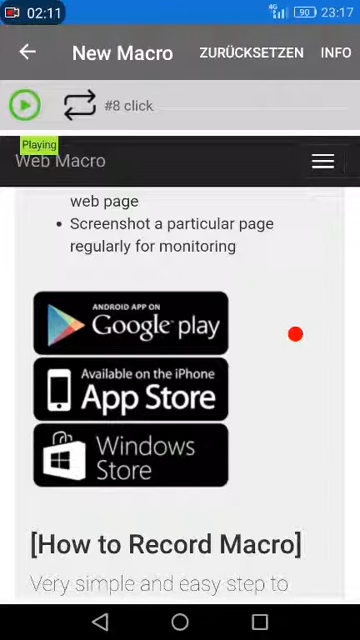 02:11
4G
90
23:17
New Macro
ZURÜCKSETZEN
INFO
#8 click
Playing
Web Macro
web page
• Screenshot a particular page
regularly for monitoring
ANDROID APP ON
Google play
Available on the iPhone
App Store
Windows
Store
[How to Record Macro]
Very simple and easy step to